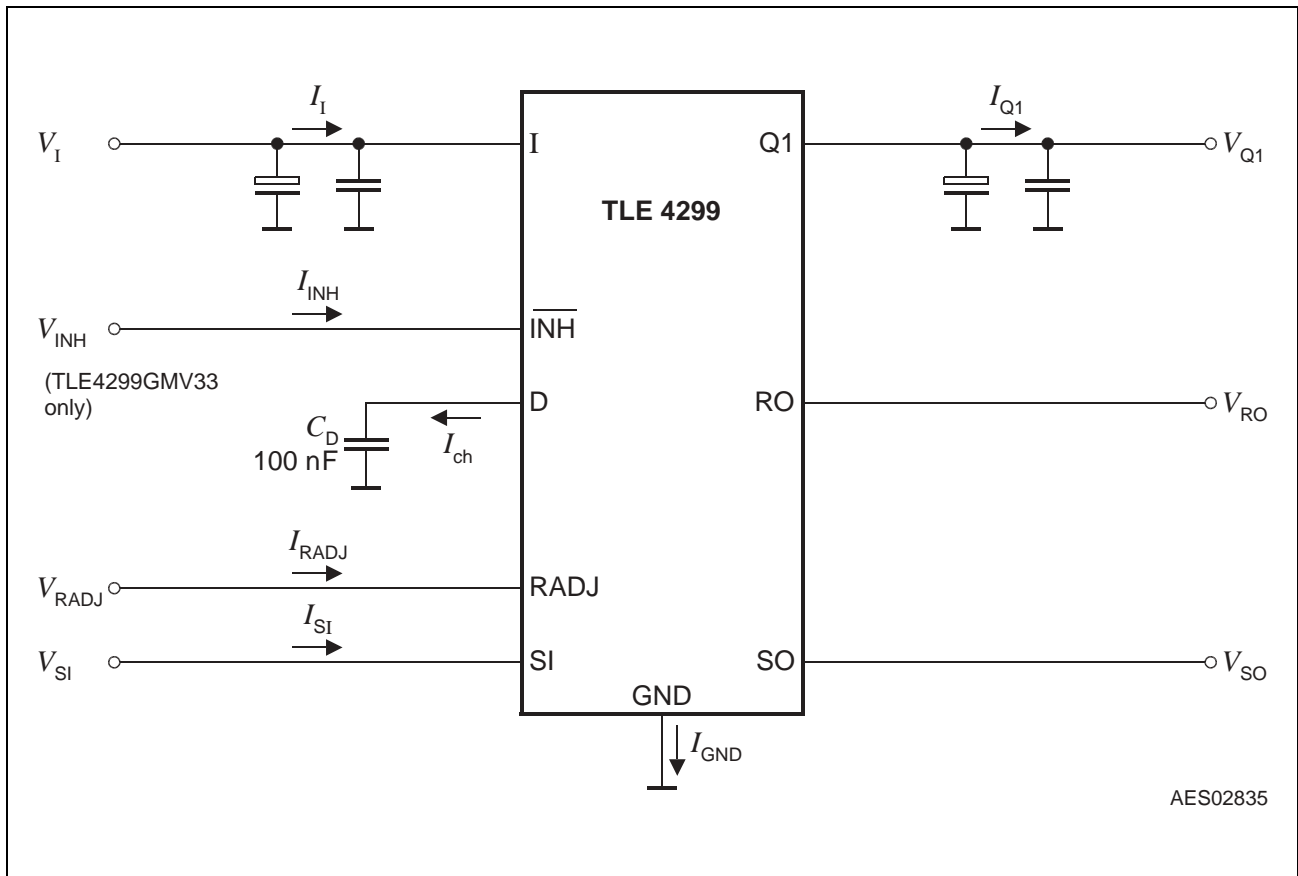 I_I
I_Q1
V_I
I
Q1
V_Q1
TLE 4299
I_INH
V_INH
I̅N̅H̅
(TLE4299GMV33
only)
D
RO
V_RO
C_D
100 nF
I_ch
I_RADJ
V_RADJ
RADJ
I_SI
V_SI
SI
SO
V_SO
GND
I_GND
AES02835